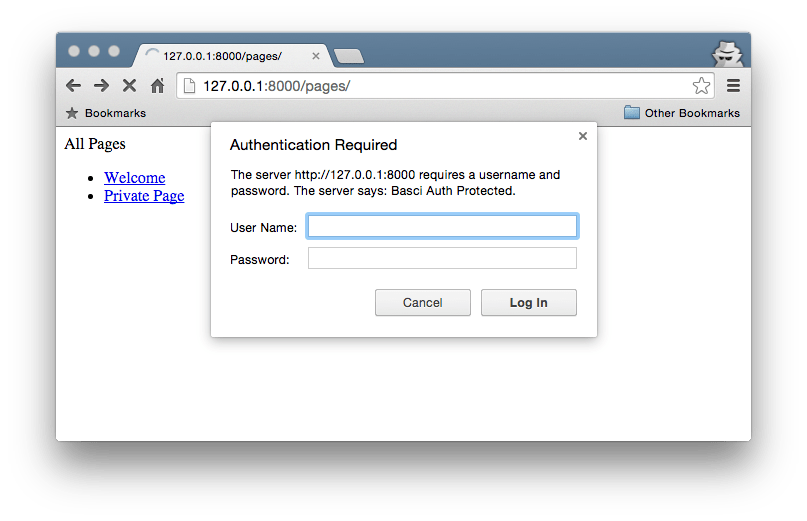 127.0.0.1:8000/pages/
127.0.0.1:8000/pages/
Bookmarks
Other Bookmarks
All Pages
Welcome
Private Page
Authentication Required
The server http://127.0.0.1:8000 requires a username and
password. The server says: Basci Auth Protected.
User Name:
Password:
Cancel
Log In